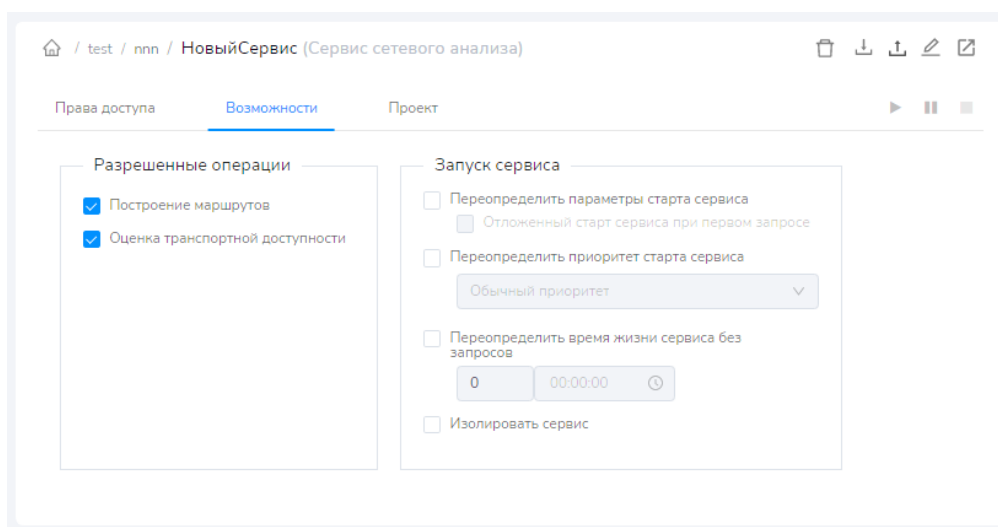 / test / nnn / НовыйСервис (Сервис сетевого анализа)
Права доступа Возможности Проект
Разрешенные операции
Построение маршрутов
Оценка транспортной доступности
Запуск сервиса
Переопределить параметры старта сервиса
Отложенный старт сервиса при первом запросе
Переопределить приоритет старта сервиса
Обычный приоритет
Переопределить время жизни сервиса без
запросов
0 00:00:00
Изолировать сервис